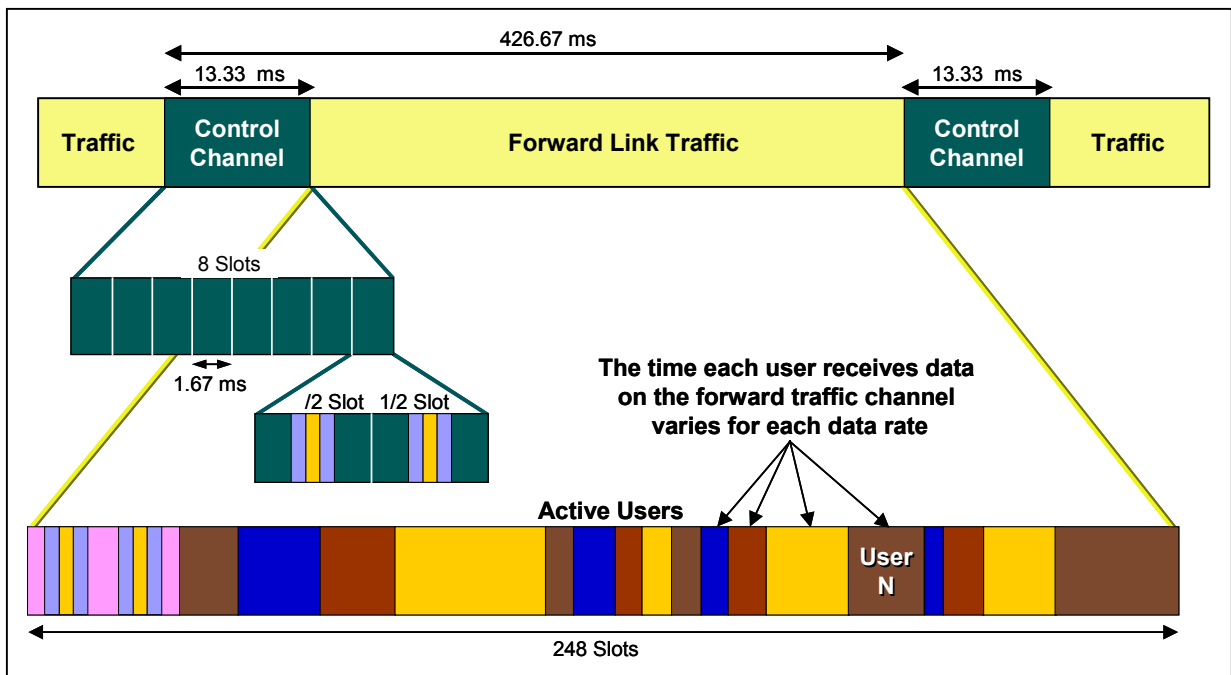 426.67 ms
13.33 ms
13.33 ms
Traffic
Control
Channel
Forward Link Traffic
Control
Channel
Traffic
8 Slots
1.67 ms
/2 Slot
1/2 Slot
The time each user receives data
on the forward traffic channel
varies for each data rate
Active Users
User
N
248 Slots